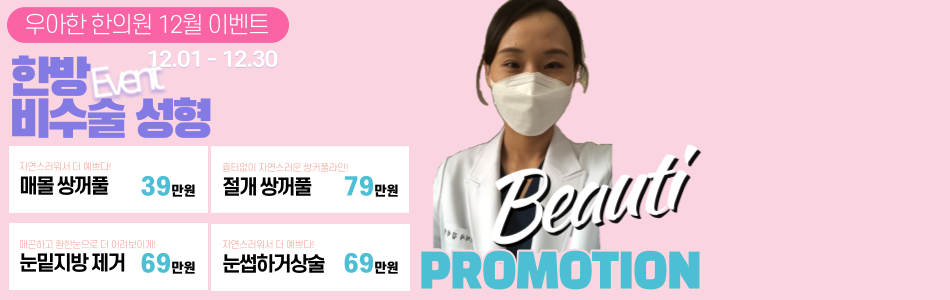 우아한 한의원 12월 이벤트
12.01 - 12.30
한방 Event
비수술 성형
자연스러워서 더 예쁘다!
매몰 쌍꺼풀 39만원
흉터없이 자연스러운 쌍커풀라인!
절개 쌍꺼풀 79만원
매끈하고 환한눈으로 더 어려보이게!
눈밑지방 제거 69만원
자연스러워서 더 예쁘다!
눈썹하거상술 69만원
Beauti
PROMOTION